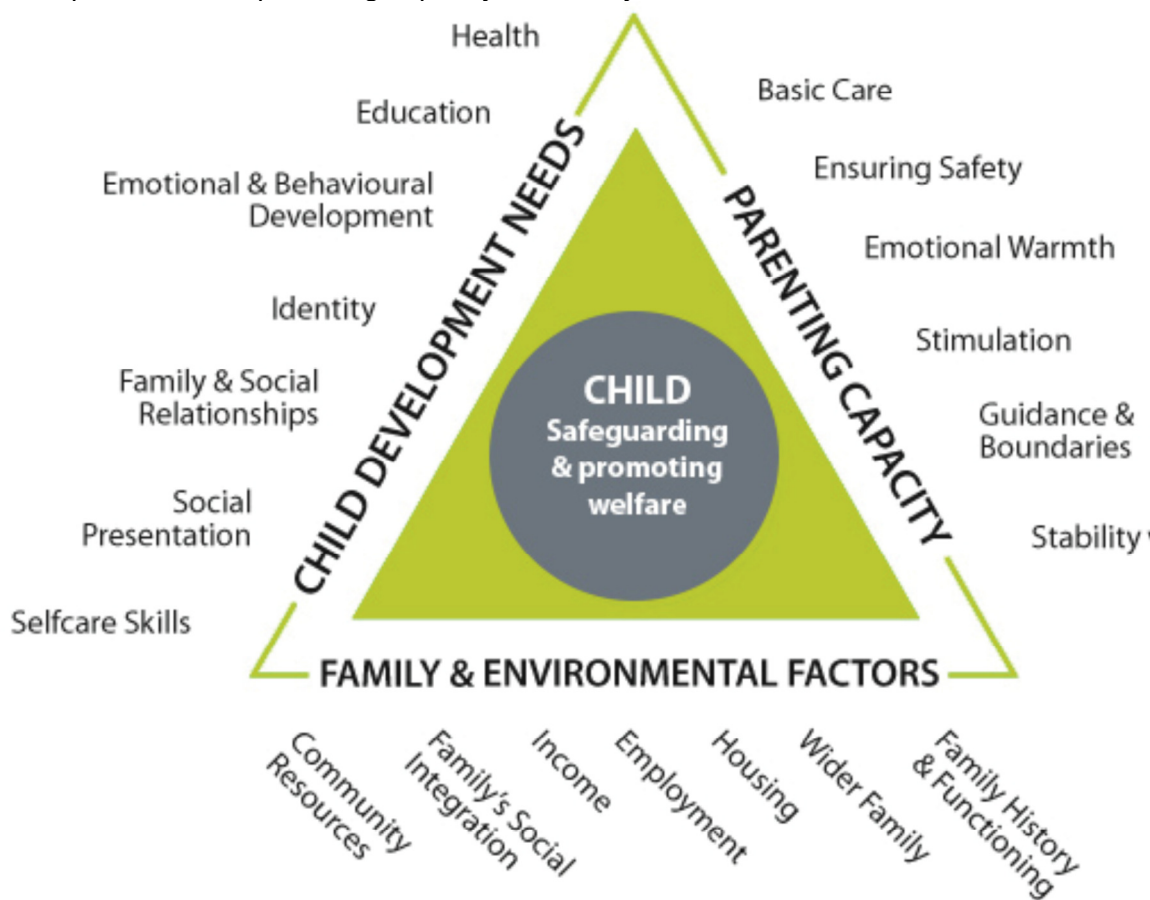 Health
Education
Emotional & Behavioural
Development
Identity
Family & Social
Relationships
Social
Presentation
Selfcare Skills
CHILD DEVELOPMENT NEEDS
Basic Care
Ensuring Safety
Emotional Warmth
Stimulation
Guidance &
Boundaries
Stability
PARENTING CAPACITY
CHILD
Safeguarding
& promoting
welfare
FAMILY & ENVIRONMENTAL FACTORS
Community
Resources
Family's Social
Integration
Income
Employment
Housing
Wider Family
Family History
& Functioning